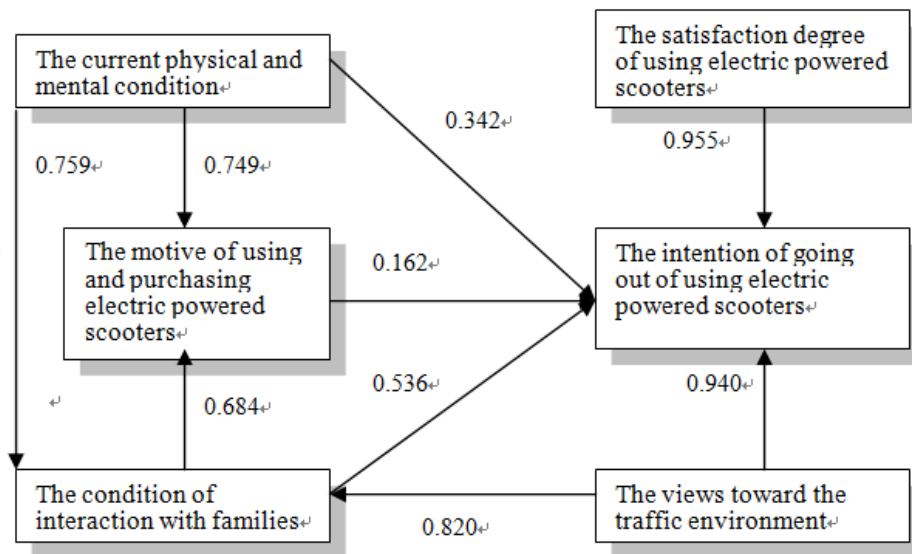 The current physical and
mental condition↵
The satisfaction degree
of using electric powered
scooters↵
0.342↵
0.955↵
0.759↵
0.749↵
The motive of using
and purchasing
electric powered
scooters↵
0.162↵
The intention of going
out of using electric
powered scooters↵
0.684↵
0.536↵
0.940↵
↵
The condition of
interaction with families↵
0.820↵
The views toward the
traffic environment↵